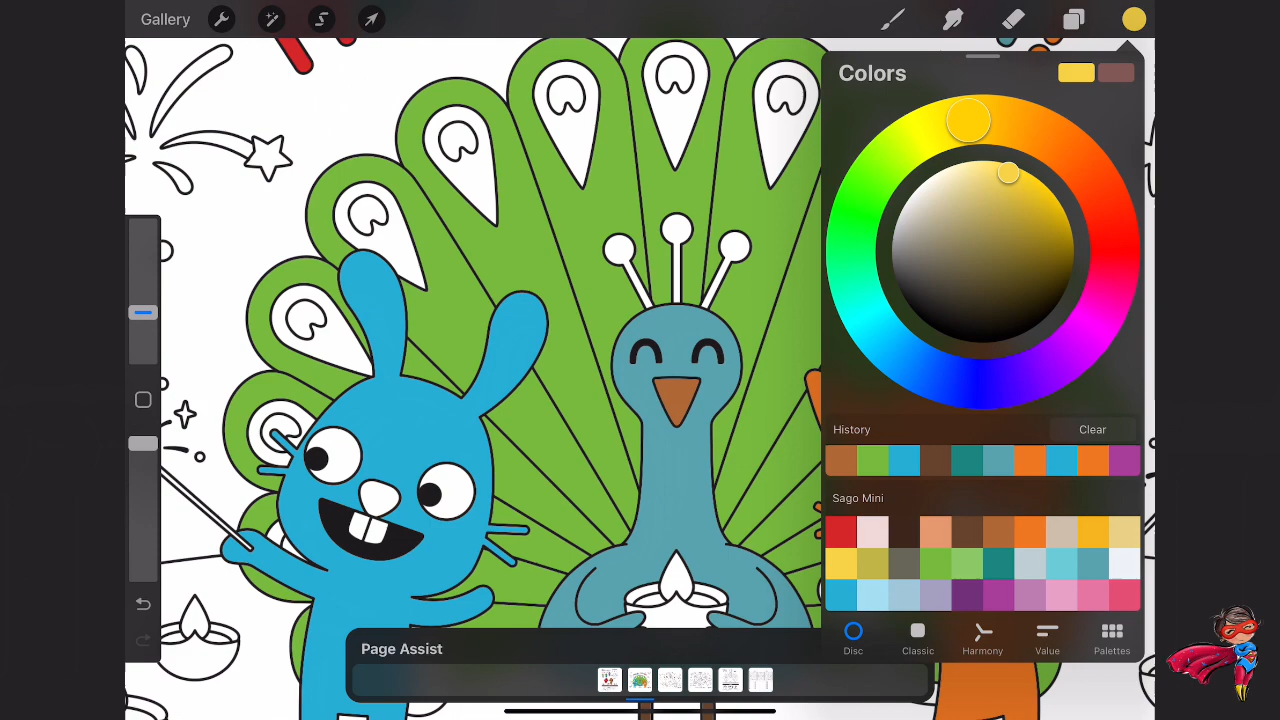 Gallery
Colors
History
Clear
Sago Mini
Disc
Classic
Harmony
Value
Palettes
Page Assist